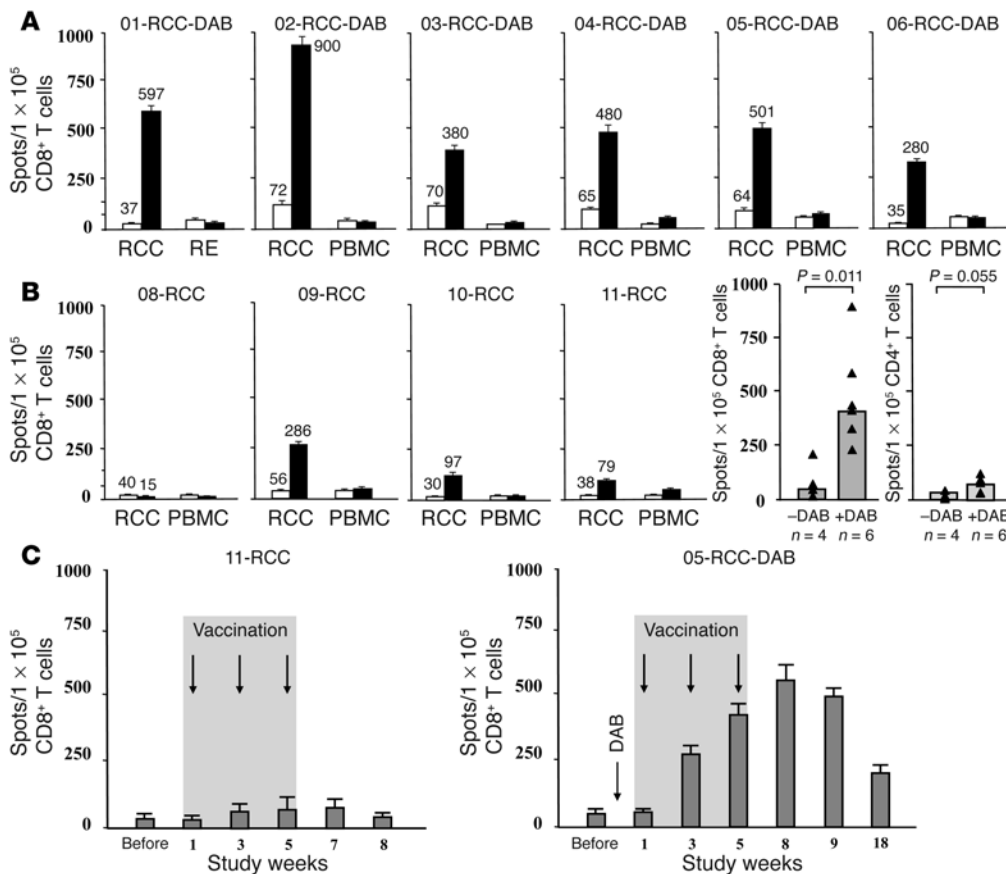 A
01-RCC-DAB 02-RCC-DAB 03-RCC-DAB 04-RCC-DAB 05-RCC-DAB 06-RCC-DAB
Spots/1 × 10⁵
CD8⁺ T cells
1000
750
500
250
0
37 597
72 900
70 380
65 480
64 501
35 280
RCC RE RCC PBMC RCC PBMC RCC PBMC RCC PBMC RCC PBMC
B
08-RCC 09-RCC 10-RCC 11-RCC
Spots/1 × 10⁵
CD8⁺ T cells
1000
750
500
250
0
40 15
56 286
30 97
38 79
RCC PBMC RCC PBMC RCC PBMC RCC PBMC
Spots/1 × 10⁵ CD8⁺ T cells
1000
750
500
250
0
P = 0.011
–DAB +DAB
n = 4 n = 6
Spots/1 × 10⁵ CD4⁺ T cells
P = 0.055
–DAB +DAB
n = 4 n = 6
C
11-RCC
Spots/1 × 10⁵
CD8⁺ T cells
1000
750
500
250
0
Vaccination
Before 1 3 5 7 8
Study weeks
05-RCC-DAB
Spots/1 × 10⁵
CD8⁺ T cells
1000
750
500
250
0
DAB
Vaccination
Before 1 3 5 8 9 18
Study weeks